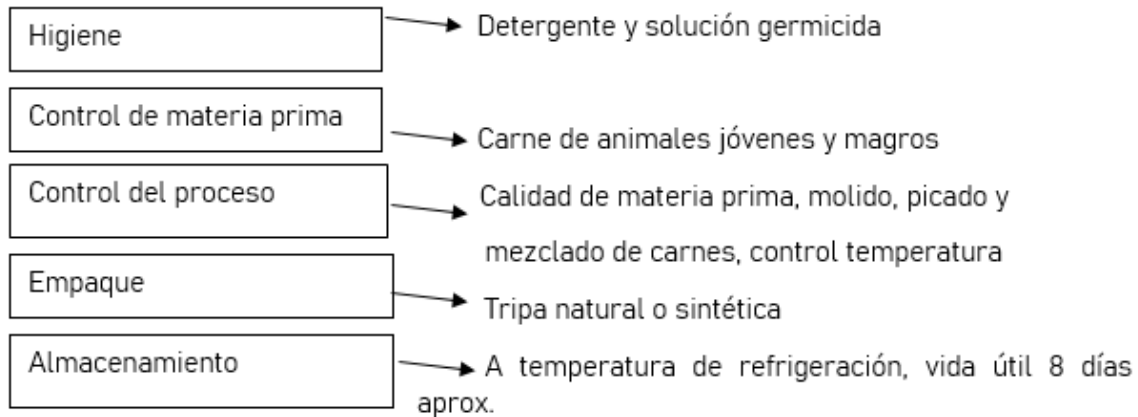 Higiene
Detergente y solución germicida
Control de materia prima
Carne de animales jóvenes y magros
Control del proceso
Calidad de materia prima, molido, picado y
mezclado de carnes, control temperatura
Empaque
Tripa natural o sintética
Almacenamiento
A temperatura de refrigeración, vida útil 8 días
aprox.